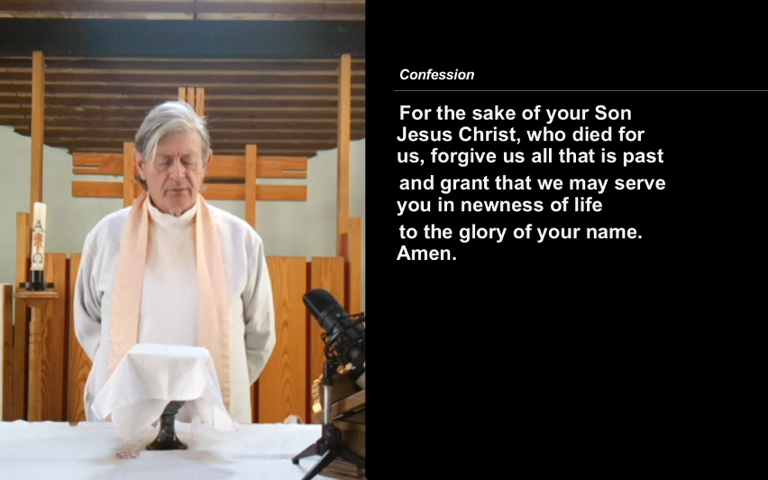 Confession
For the sake of your Son
Jesus Christ, who died for
us, forgive us all that is past
and grant that we may serve
you in newness of life
to the glory of your name.
Amen.